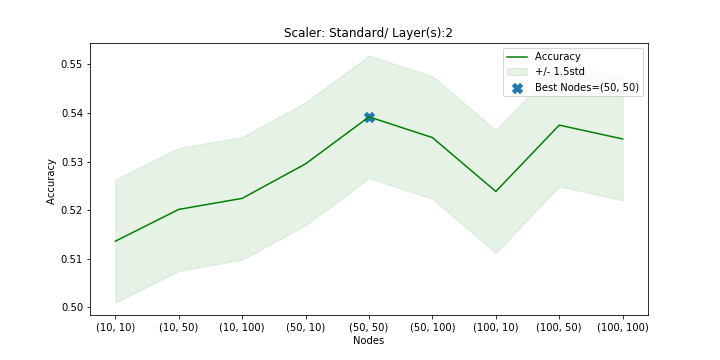 Scaler: Standard/ Layer(s):2
Accuracy
+/- 1.5std
Best Nodes=(50, 50)
0.55
0.54
0.53
0.52
0.51
0.50
Accuracy
(10, 10)
(10, 50)
(10, 100)
(50, 10)
(50, 50)
(50, 100)
(100, 10)
(100, 50)
(100, 100)
Nodes